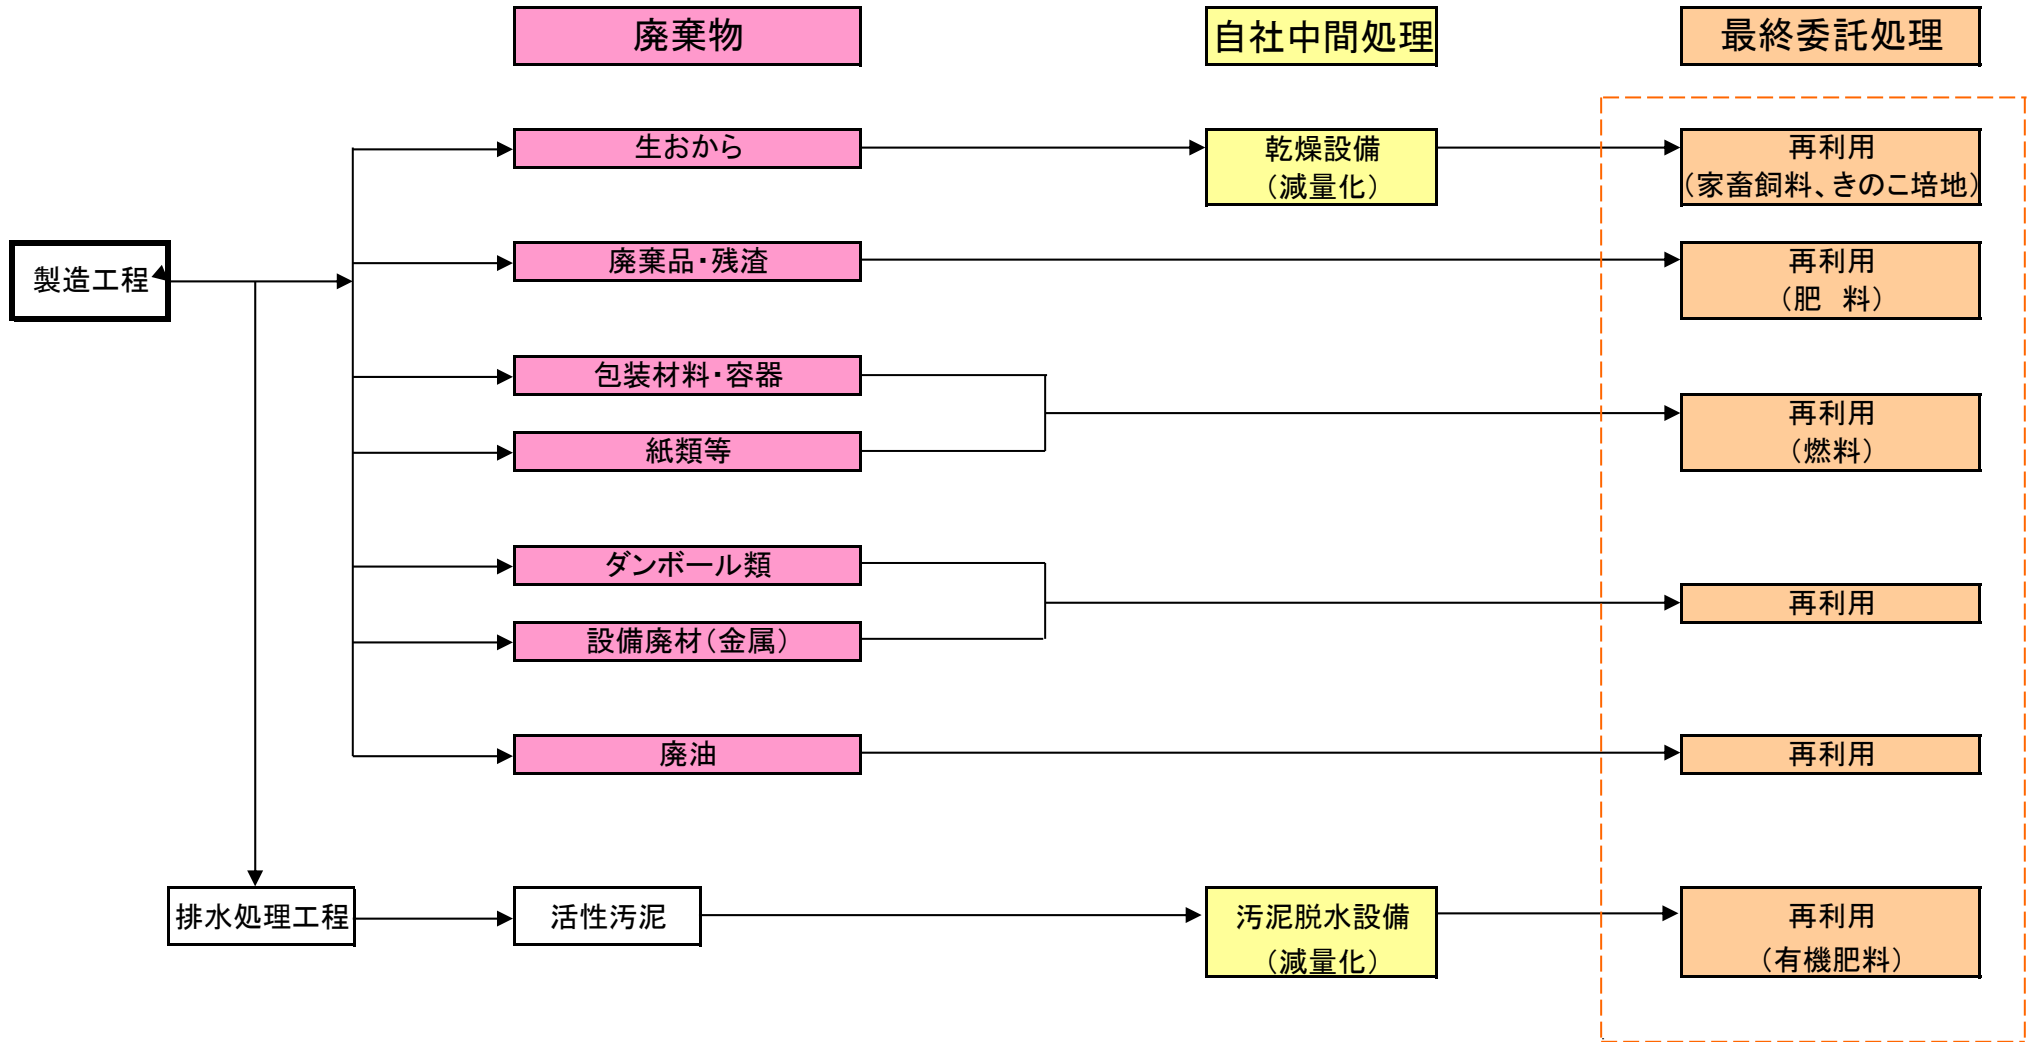 廃棄物
自社中間処理
最終委託処理
生おから
乾燥設備
（減量化）
再利用
（家畜飼料、きのこ培地）
製造工程
廃棄品・残渣
再利用
（肥　料）
包装材料・容器
紙類等
再利用
（燃料）
ダンボール類
設備廃材（金属）
再利用
廃油
再利用
排水処理工程
活性汚泥
汚泥脱水設備
（減量化）
再利用
（有機肥料）